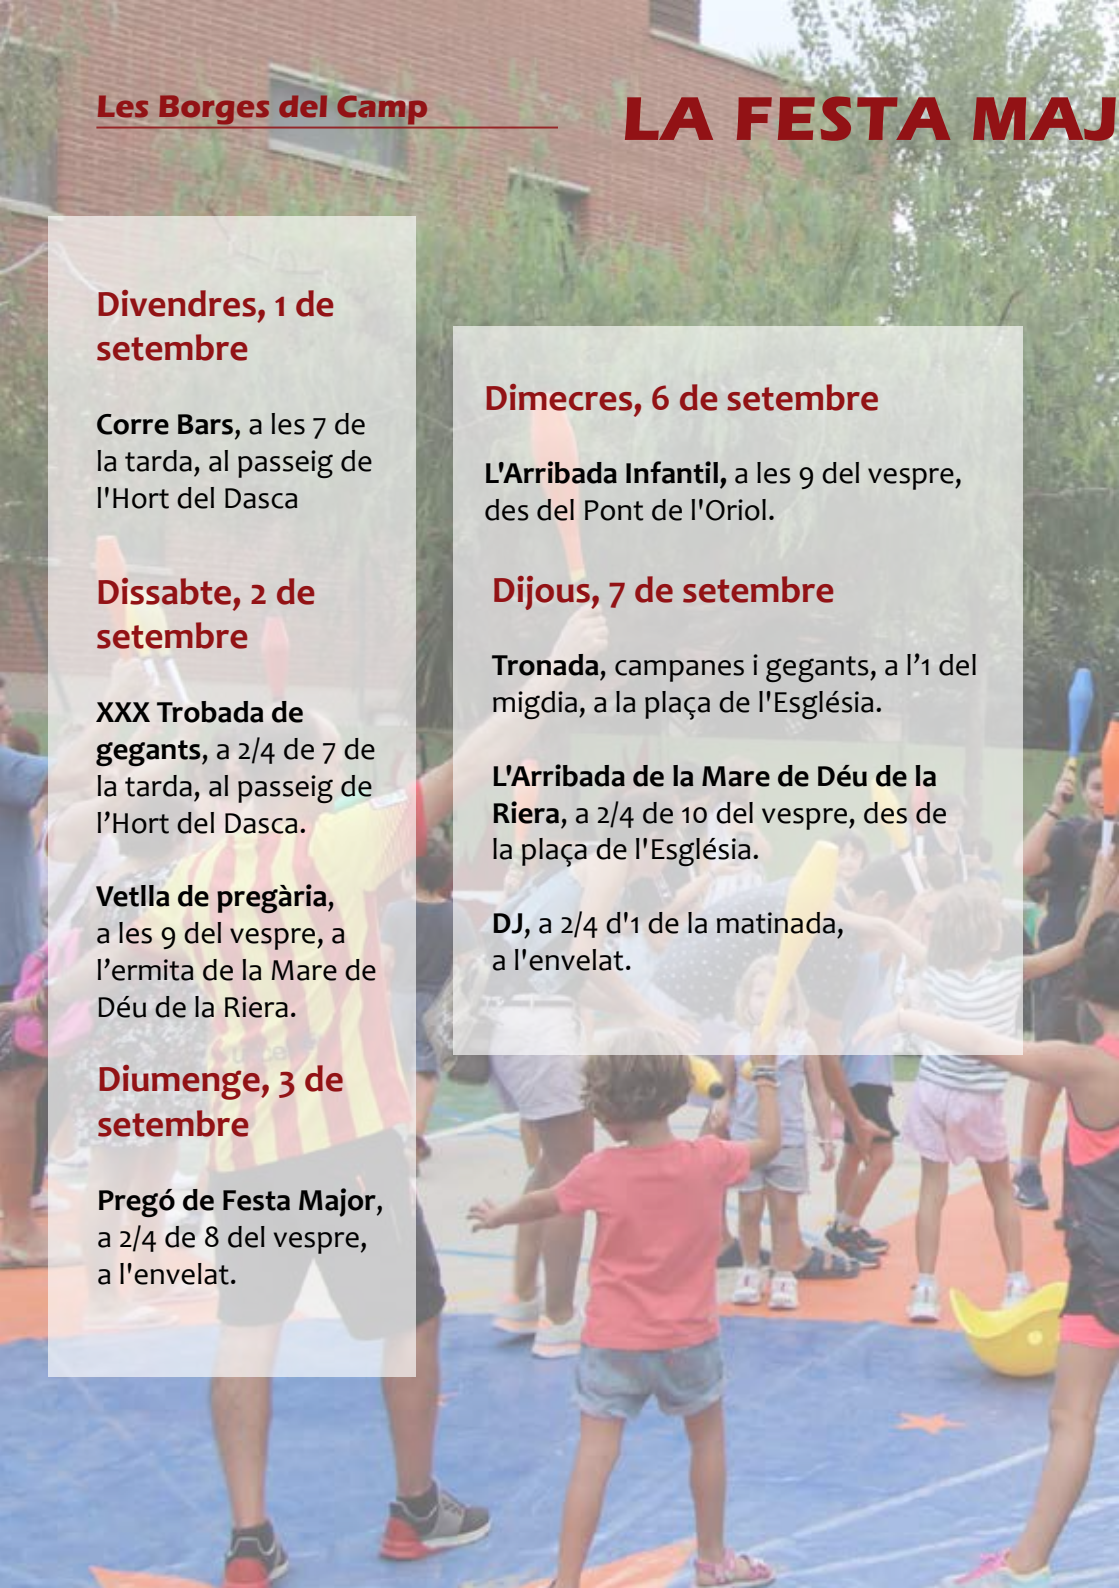 Les Borges del Camp
LA FESTA MAJ
Divendres, 1 de
setembre
Corre Bars, a les 7 de
la tarda, al passeig de
l'Hort del Dasca
Dissabte, 2 de
setembre
XXX Trobada de
gegants, a 2/4 de 7 de
la tarda, al passeig de
l’Hort del Dasca.
Vetlla de pregària,
a les 9 del vespre, a
l’ermita de la Mare de
Déu de la Riera.
Diumenge, 3 de
setembre
Pregó de Festa Major,
a 2/4 de 8 del vespre,
a l'envelat.
Dimecres, 6 de setembre
L'Arribada Infantil, a les 9 del vespre,
des del Pont de l'Oriol.
Dijous, 7 de setembre
Tronada, campanes i gegants, a l’1 del
migdia, a la plaça de l'Església.
L'Arribada de la Mare de Déu de la
Riera, a 2/4 de 10 del vespre, des de
la plaça de l'Església.
DJ, a 2/4 d'1 de la matinada,
a l'envelat.